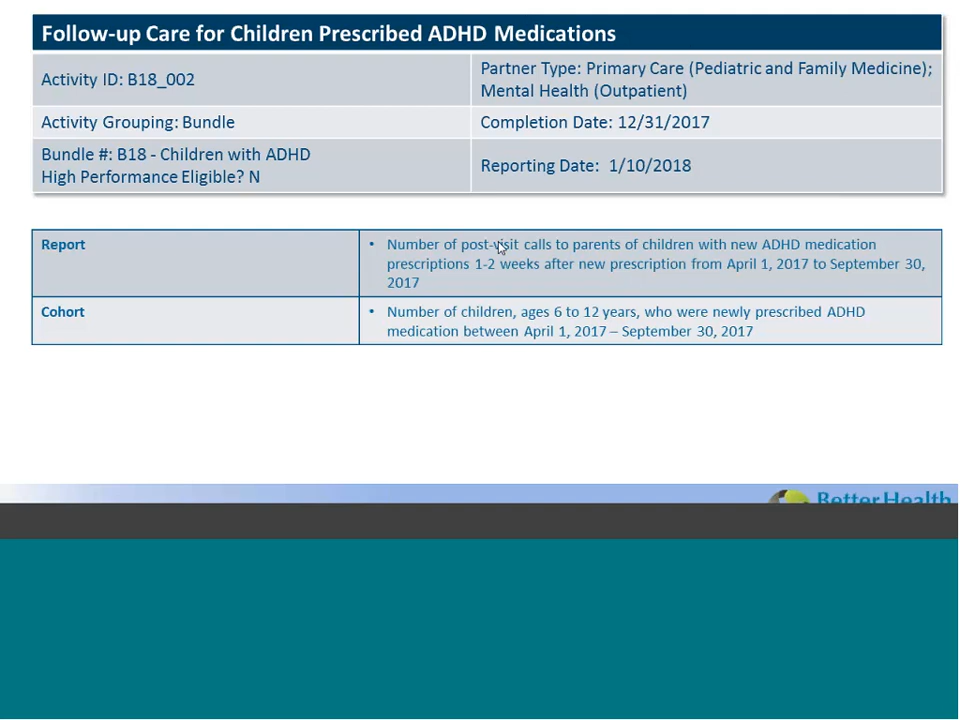 Follow-up Care for Children Prescribed ADHD Medications
Activity ID: B18_002
Partner Type: Primary Care (Pediatric and Family Medicine);
Mental Health (Outpatient)
Activity Grouping: Bundle
Completion Date: 12/31/2017
Bundle #: B18 - Children with ADHD
High Performance Eligible? N
Reporting Date: 1/10/2018
Report
• Number of post-visit calls to parents of children with new ADHD medication
prescriptions 1-2 weeks after new prescription from April 1, 2017 to September 30,
2017
Cohort
• Number of children, ages 6 to 12 years, who were newly prescribed ADHD
medication between April 1, 2017 – September 30, 2017
Better Health